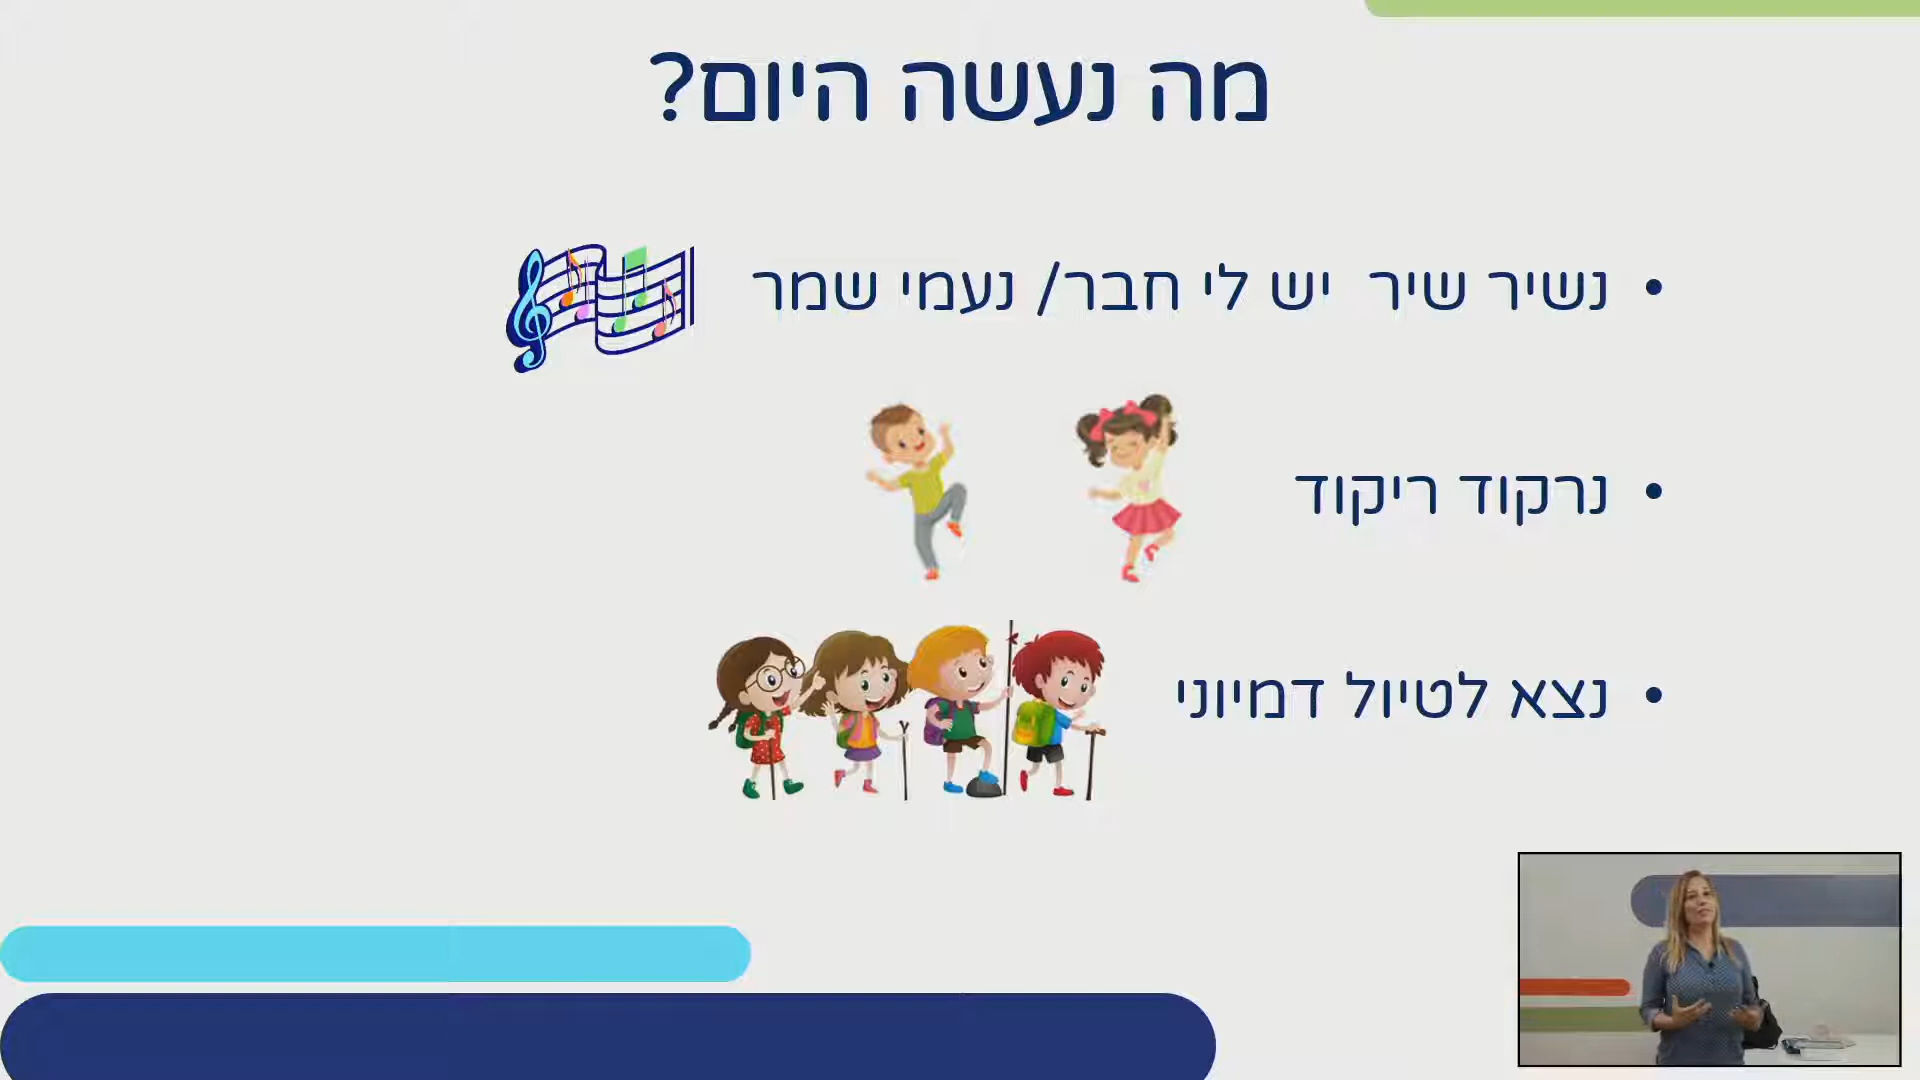 מה נעשה היום?
• נשיר שיר יש לי חבר/ נעמי שמר
• נרקוד ריקוד
• נצא לטיול דמיוני